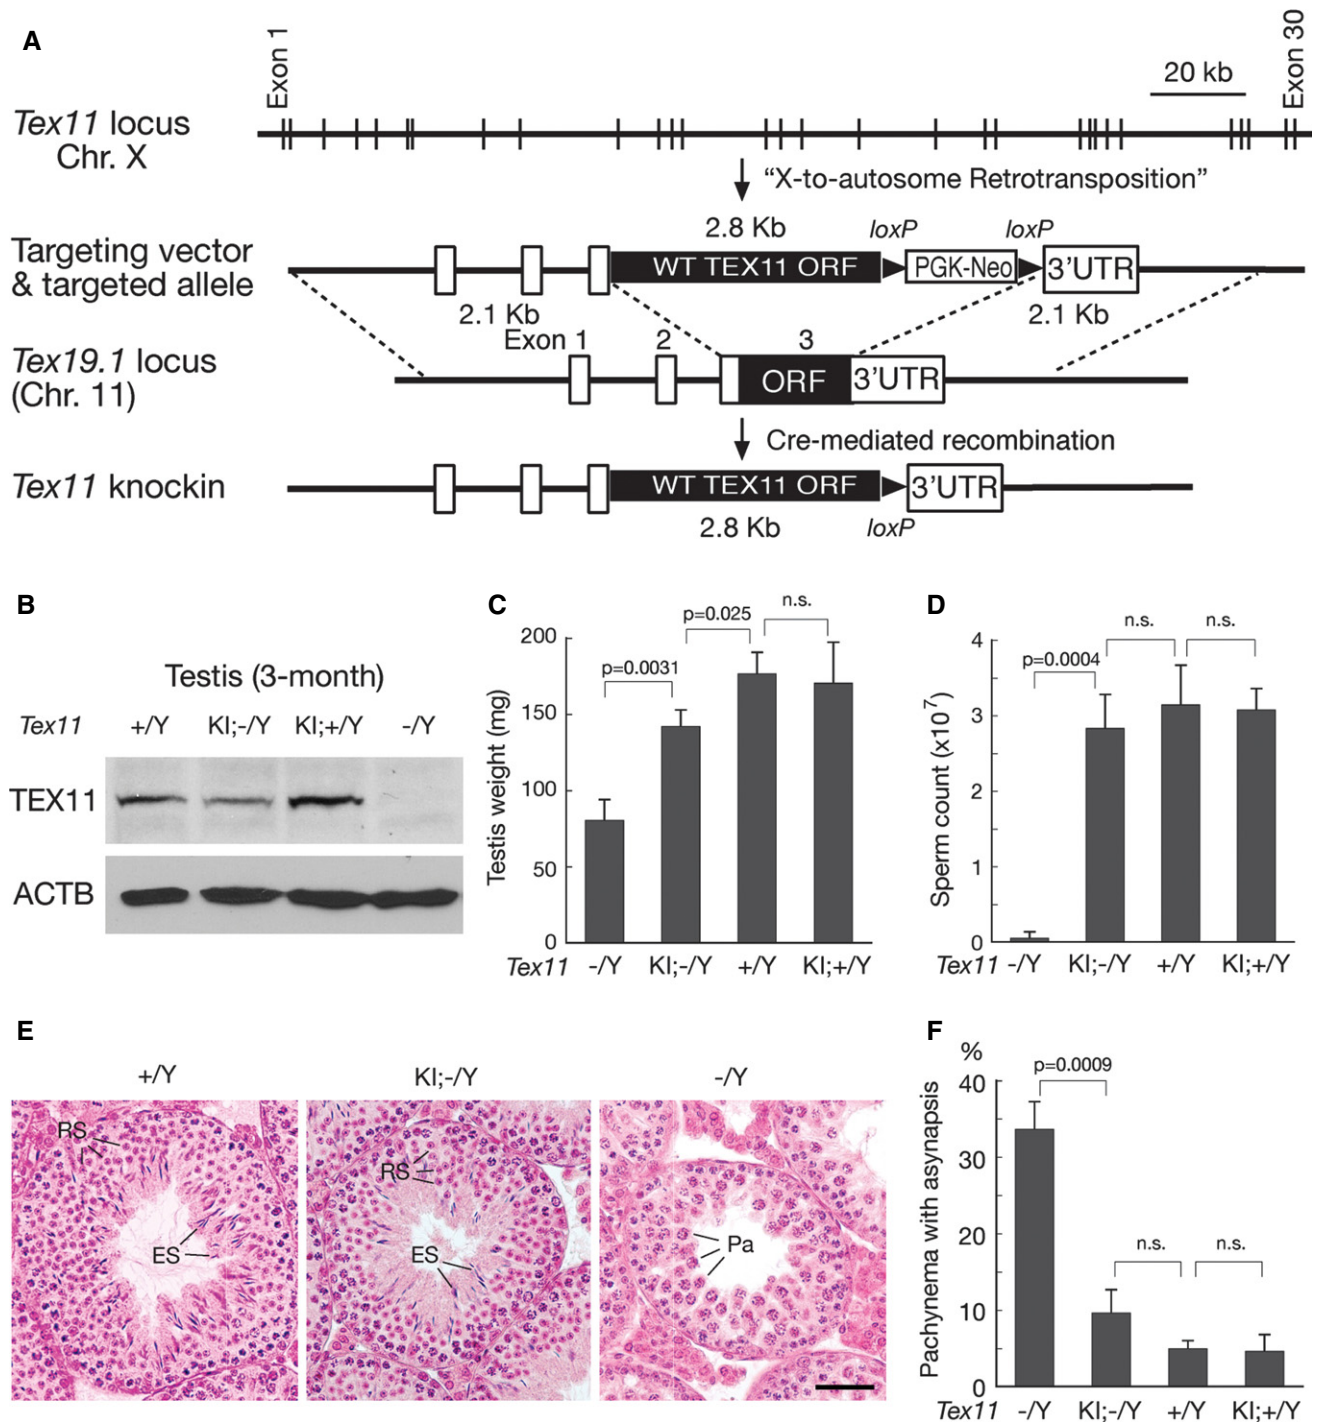 A
Exon 1
Exon 30
20 kb
Tex11 locus
Chr. X
“X-to-autosome Retrotransposition”
2.8 Kb
loxP
loxP
Targeting vector
& targeted allele
WT TEX11 ORF
PGK-Neo
3’UTR
2.1 Kb
2.1 Kb
Exon 1
2
3
Tex19.1 locus
(Chr. 11)
ORF
3’UTR
Cre-mediated recombination
Tex11 knockin
WT TEX11 ORF
3’UTR
2.8 Kb
loxP
B
Testis (3-month)
Tex11 +/Y KI;-/Y KI;+/Y -/Y
TEX11
ACTB
C
Testis weight (mg)
200
150
100
50
0
p=0.0031
p=0.025
n.s.
Tex11 -/Y KI;-/Y +/Y KI;+/Y
D
Sperm count (x10⁷)
4
3
2
1
0
p=0.0004
n.s.
n.s.
Tex11 -/Y KI;-/Y +/Y KI;+/Y
E
+/Y
KI;-/Y
-/Y
RS
ES
RS
ES
Pa
F
%
Pachynema with asynapsis
40
30
20
10
0
p=0.0009
n.s.
n.s.
Tex11 -/Y KI;-/Y +/Y KI;+/Y